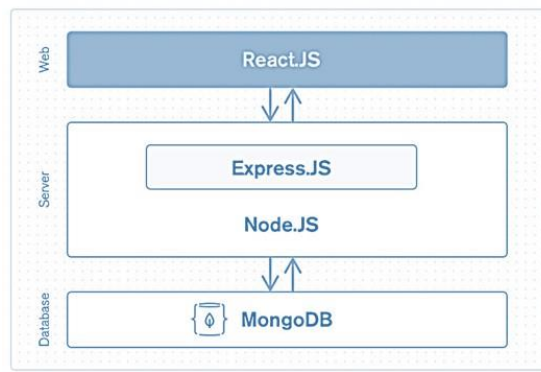 Web
React.JS
Server
Express.JS
Node.JS
Database
MongoDB